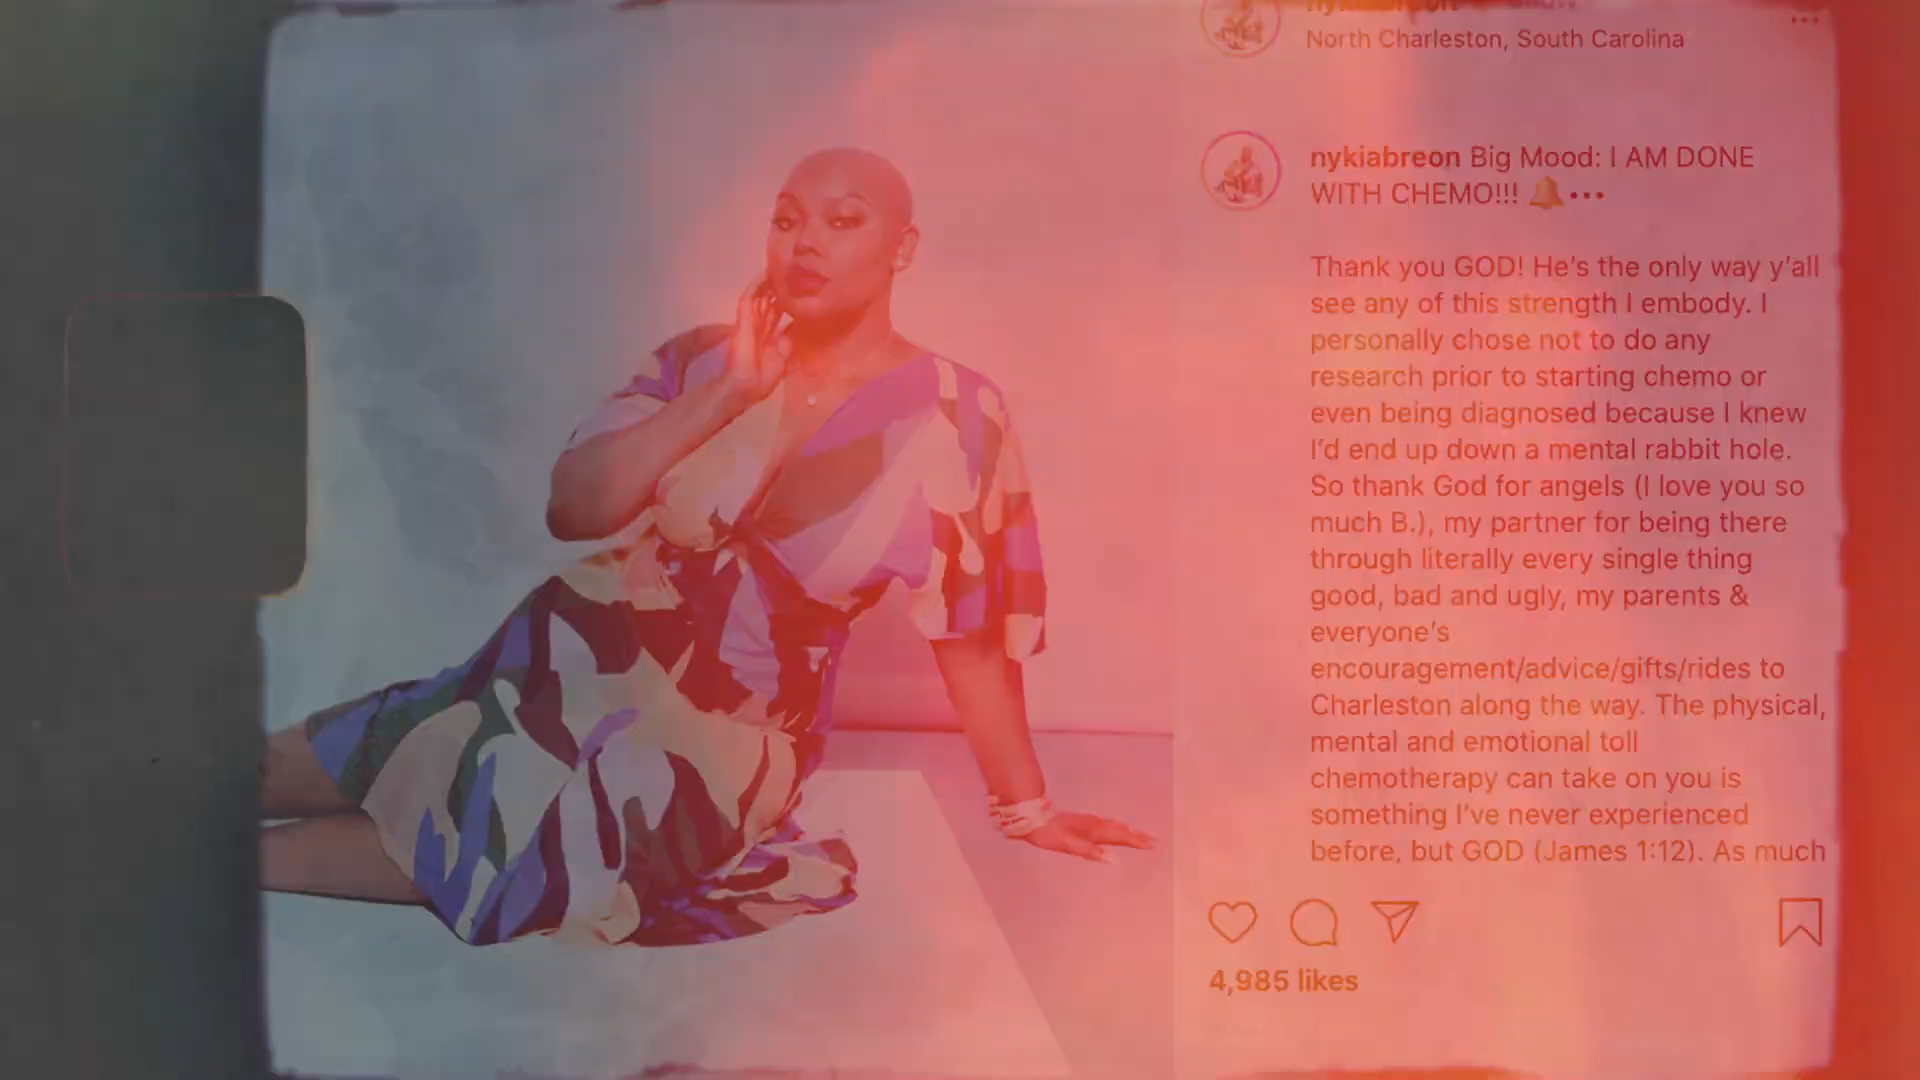 North Charleston, South Carolina
nykiabreon Big Mood: I AM DONE
WITH CHEMO!!! 🔔•••
Thank you GOD! He’s the only way y’all
see any of this strength I embody. I
personally chose not to do any
research prior to starting chemo or
even being diagnosed because I knew
I’d end up down a mental rabbit hole.
So thank God for angels (I love you so
much B.), my partner for being there
through literally every single thing
good, bad and ugly, my parents &
everyone’s
encouragement/advice/gifts/rides to
Charleston along the way. The physical,
mental and emotional toll
chemotherapy can take on you is
something I’ve never experienced
before, but GOD (James 1:12). As much
4,985 likes